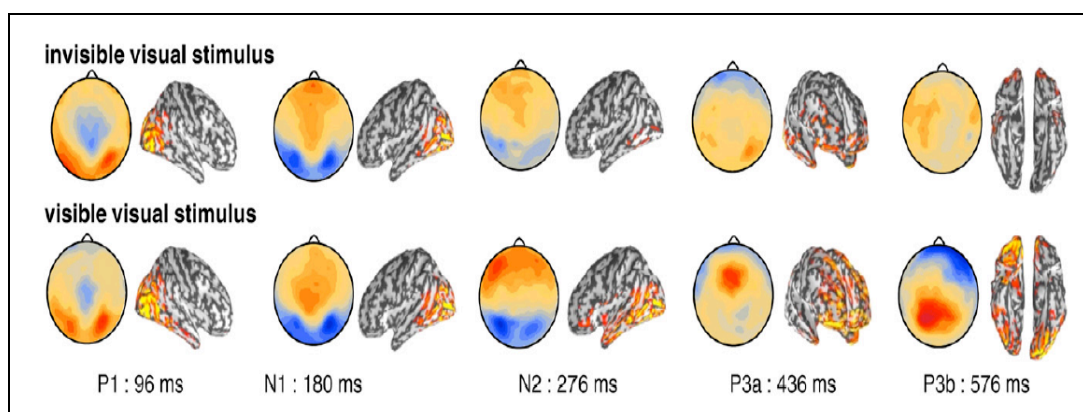 invisible visual stimulus
visible visual stimulus
P1 : 96 ms N1 : 180 ms N2 : 276 ms P3a : 436 ms P3b : 576 ms